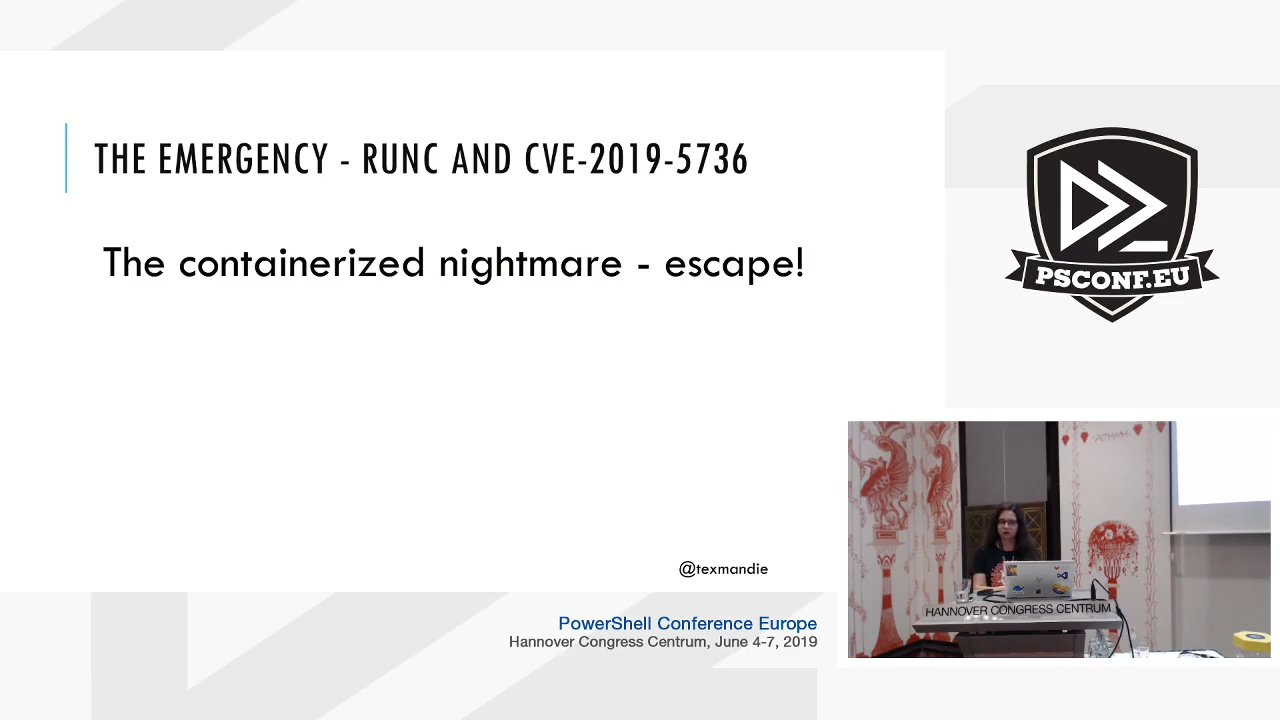 THE EMERGENCY - RUNC AND CVE-2019-5736
The containerized nightmare - escape!
@texmandie
PSCONF.EU
HANNOVER CONGRESS CENTRUM
PowerShell Conference Europe
Hannover Congress Centrum, June 4-7, 2019